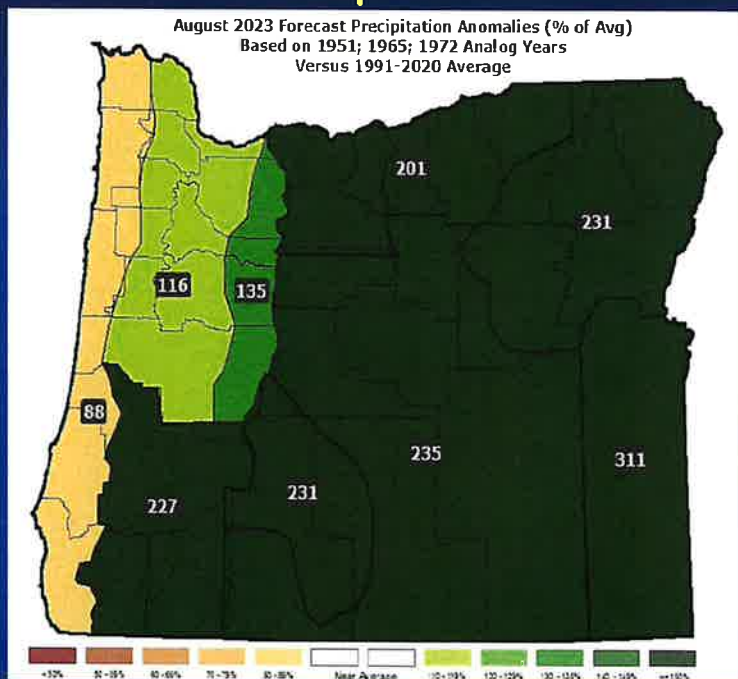 August 2023 Forecast Precipitation Anomalies (% of Avg)
Based on 1951; 1965; 1972 Analog Years
Versus 1991-2020 Average
201
231
116
135
88
235
311
227
231
Near Average